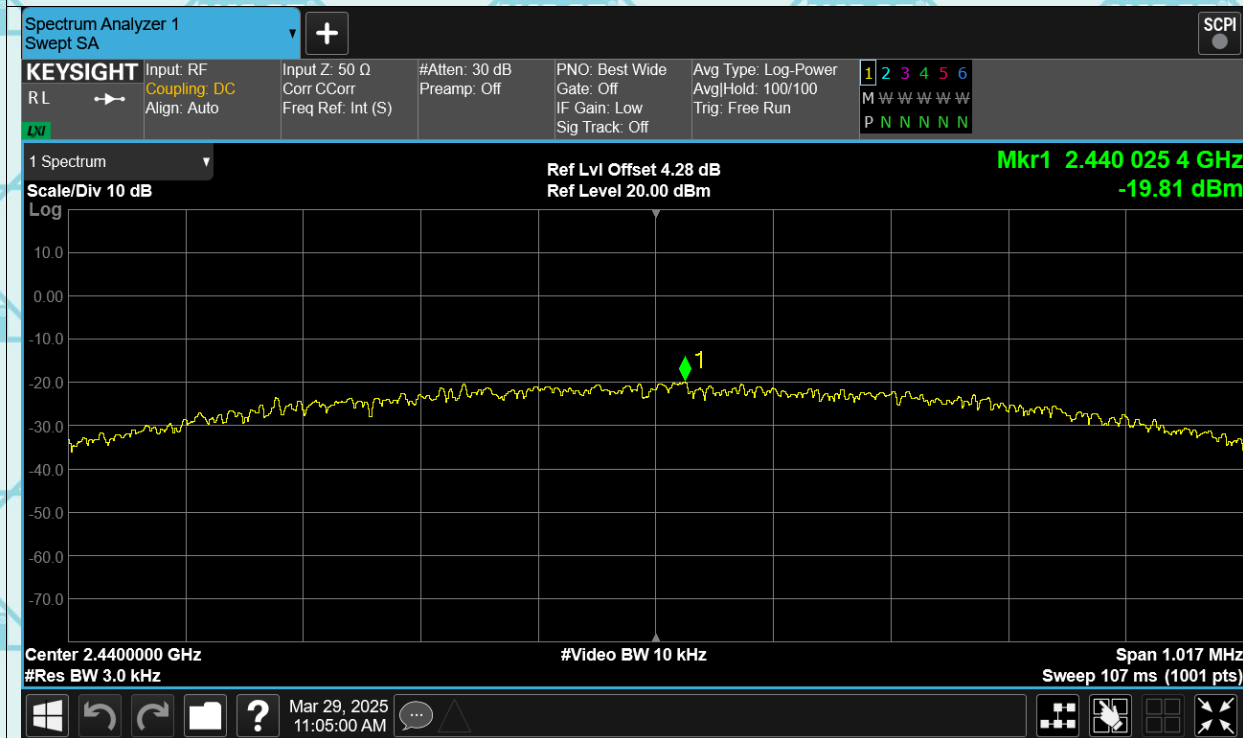 Spectrum Analyzer 1
Swept SA
+
SCPI
KEYSIGHT
RL
LXI
Input: RF
Coupling: DC
Align: Auto
Input Z: 50 Ω
Corr CCorr
Freq Ref: Int (S)
#Atten: 30 dB
Preamp: Off
PNO: Best Wide
Gate: Off
IF Gain: Low
Sig Track: Off
Avg Type: Log-Power
Avg|Hold: 100/100
Trig: Free Run
1 2 3 4 5 6
M W W W W W
P N N N N N
1 Spectrum
Scale/Div 10 dB
Log
Ref Lvl Offset 4.28 dB
Ref Level 20.00 dBm
Mkr1 2.440 025 4 GHz
-19.81 dBm
10.0
0.00
-10.0
-20.0
-30.0
-40.0
-50.0
-60.0
-70.0
1
Center 2.4400000 GHz
#Res BW 3.0 kHz
#Video BW 10 kHz
Span 1.017 MHz
Sweep 107 ms (1001 pts)
?
Mar 29, 2025
11:05:00 AM